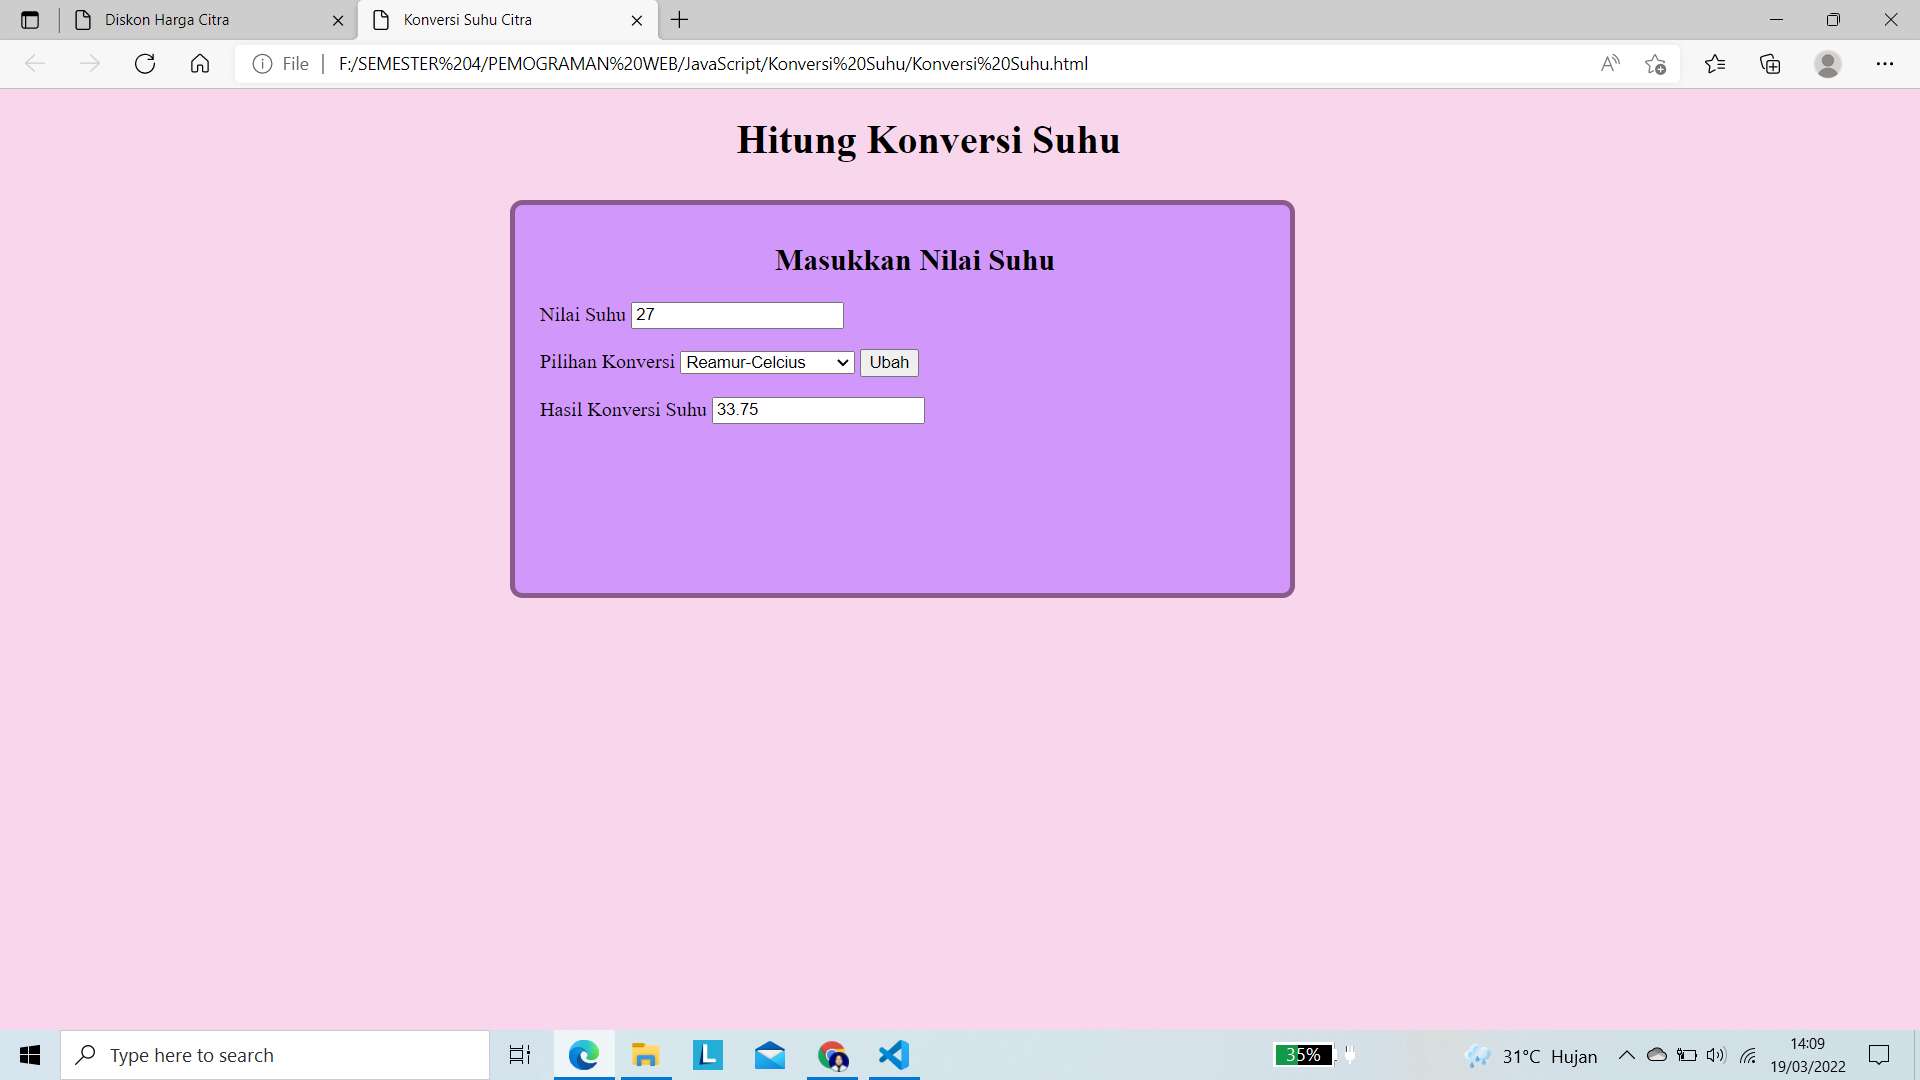 Diskon Harga Citra
Konversi Suhu Citra
File
F:/SEMESTER%204/PEMOGRAMAN%20WEB/JavaScript/Konversi%20Suhu/Konversi%20Suhu.html
Hitung Konversi Suhu
Masukkan Nilai Suhu
Nilai Suhu 27
Pilihan Konversi Reamur-Celcius Ubah
Hasil Konversi Suhu 33.75
Type here to search
L
35%
31°C Hujan
14:09
19/03/2022